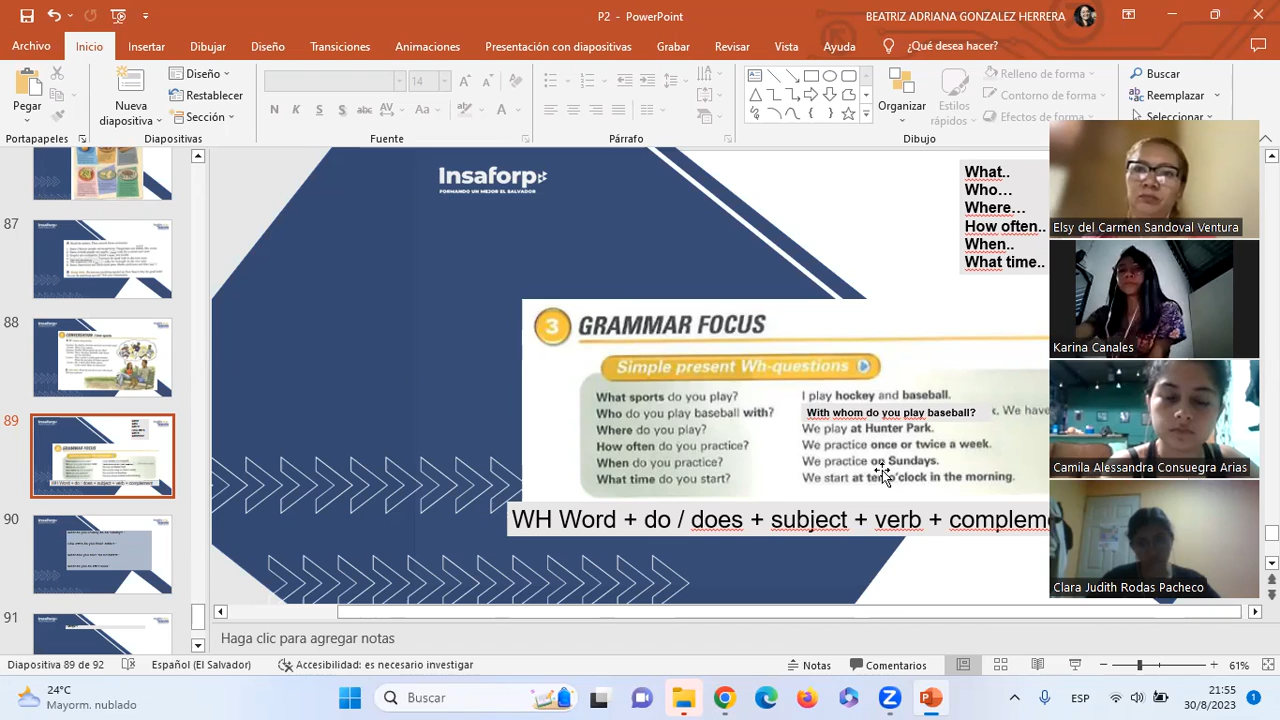 P2 - PowerPoint
BEATRIZ ADRIANA GONZALEZ HERRERA
Archivo Inicio Insertar Dibujar Diseño Transiciones Animaciones Presentación con diapositivas Grabar Revisar Vista Ayuda ¿Qué desea hacer?
Pegar
Nueva diapositiva
Diseño
Restablecer
Sección
14
N K S abc AV Aa A
Organizar
Estilos rápidos
Relleno de forma
Contorno de forma
Efectos de forma
Buscar
Reemplazar
Seleccionar
Portapapeles Diapositivas Fuente Párrafo Dibujo
87
88
89
90
91
Insaforp
FORMANDO UN MEJOR EL SALVADOR
What..
Who…
Where…
How often..
When..
What time..
3 GRAMMAR FOCUS
Simple present Wh-questions
What sports do you play? I play hockey and baseball.
Who do you play baseball with? With whom do you play baseball? We have
Where do you play? We play at Hunter Park.
How often do you practice? We practice once or twice a week.
When do you practice? We practice on Sundays.
What time do you start? We start at ten o'clock in the morning.
WH Word + do / does + subject + verb + complem
Elsy del Carmen Sandoval Ventura
Karina Canales
Camila Alessandra Consuegra Iran
Clara Judith Rodas Pacheco
Haga clic para agregar notas
Diapositiva 89 de 92 Español (El Salvador) Accesibilidad: es necesario investigar Notas Comentarios 61%
24°C
Mayorm. nublado
Buscar
ESP
21:55
30/8/2023
1